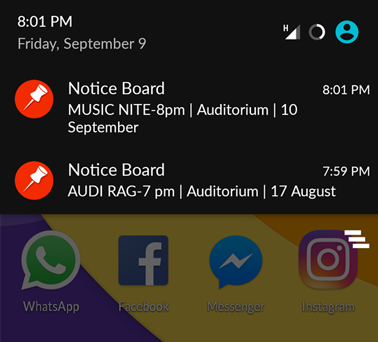 8:01 PM
Friday, September 9
H
Notice Board 8:01 PM
MUSIC NITE-8pm | Auditorium | 10
September
Notice Board 7:59 PM
AUDI RAG-7 pm | Auditorium | 17 August
WhatsApp Facebook Messenger Instagram